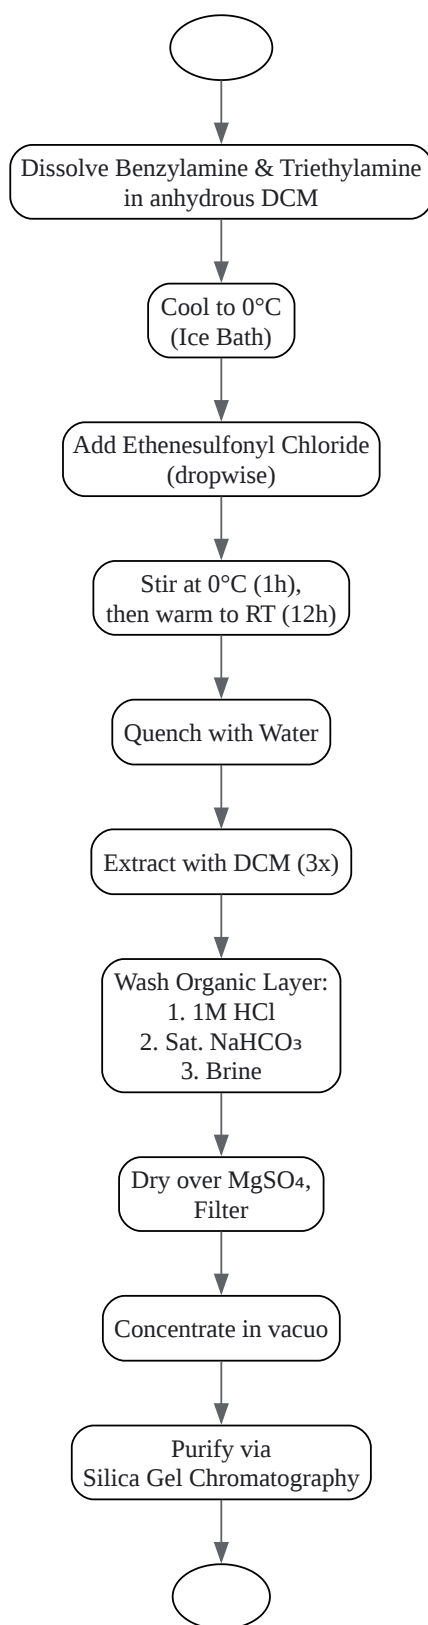 Dissolve Benzylamine & Triethylamine
in anhydrous DCM
Cool to 0°C
(Ice Bath)
Add Ethenesulfonyl Chloride
(dropwise)
Stir at 0°C (1h),
then warm to RT (12h)
Quench with Water
Extract with DCM (3x)
Wash Organic Layer:
1. 1M HCl
2. Sat. NaHCO₃
3. Brine
Dry over MgSO₄,
Filter
Concentrate in vacuo
Purify via
Silica Gel Chromatography